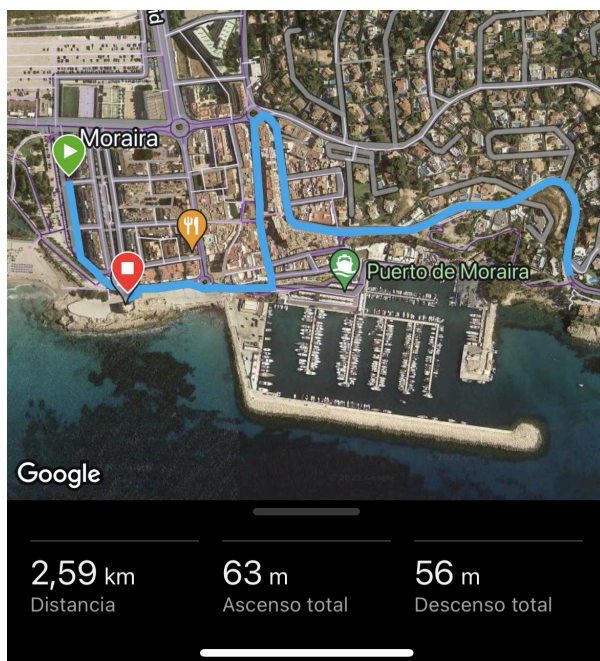 Moraira
Puerto de Moraira
Google
2,59 km
63 m
56 m
Distancia
Ascenso total
Descenso total